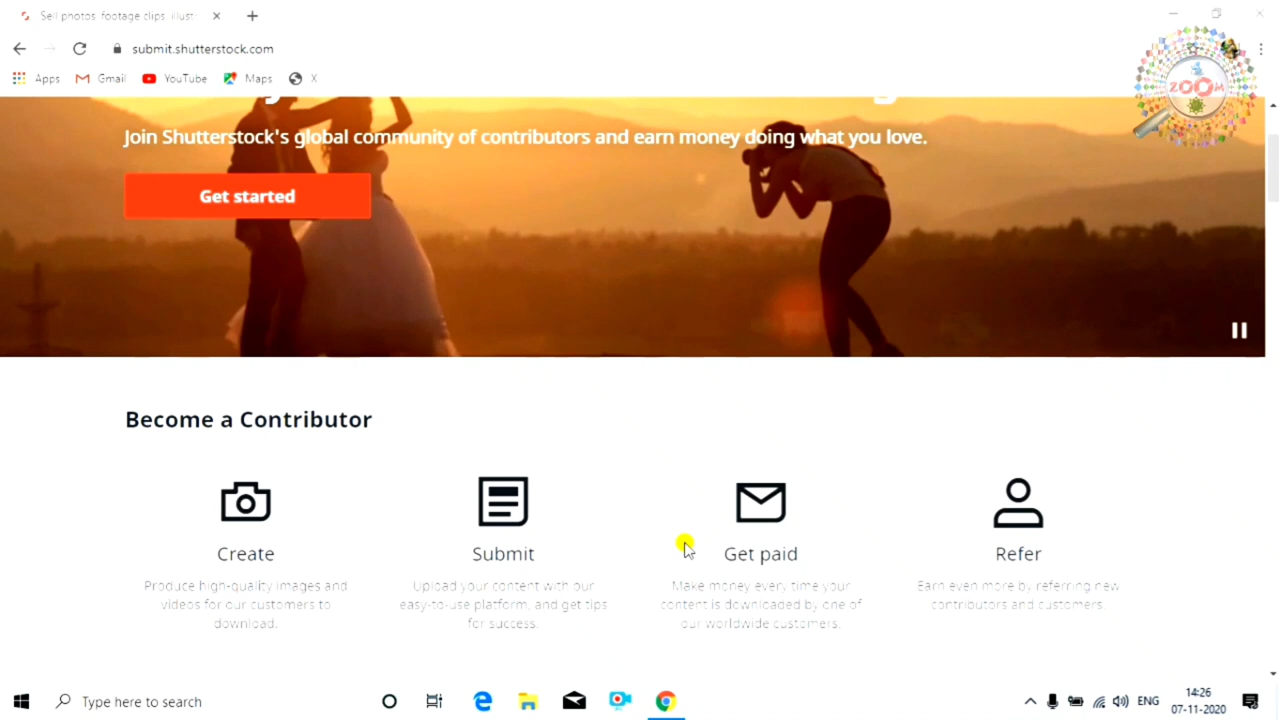 Sell photos, footage clips, illust
submit.shutterstock.com
Apps Gmail YouTube Maps X
ZOOM
Join Shutterstock's global community of contributors and earn money doing what you love.
Get started
Become a Contributor
Create
Produce high-quality images and
videos for our customers to
download.
Submit
Upload your content with our
easy-to-use platform, and get tips
for success.
Get paid
Make money every time your
content is downloaded by one of
our worldwide customers.
Refer
Earn even more by referring new
contributors and customers.
Type here to search
ENG
14:26
07-11-2020